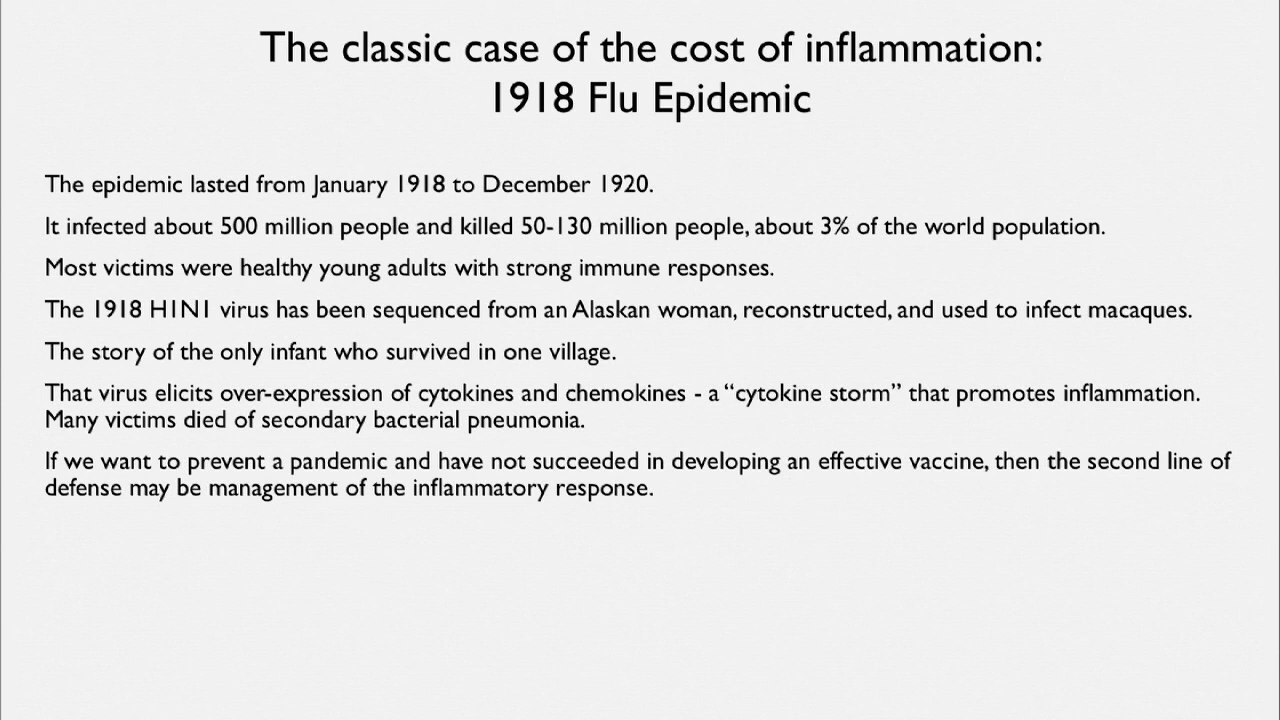 The classic case of the cost of inflammation:
1918 Flu Epidemic
The epidemic lasted from January 1918 to December 1920.
It infected about 500 million people and killed 50-130 million people, about 3% of the world population.
Most victims were healthy young adults with strong immune responses.
The 1918 H1N1 virus has been sequenced from an Alaskan woman, reconstructed, and used to infect macaques.
The story of the only infant who survived in one village.
That virus elicits over-expression of cytokines and chemokines - a “cytokine storm” that promotes inflammation.
Many victims died of secondary bacterial pneumonia.
If we want to prevent a pandemic and have not succeeded in developing an effective vaccine, then the second line of
defense may be management of the inflammatory response.